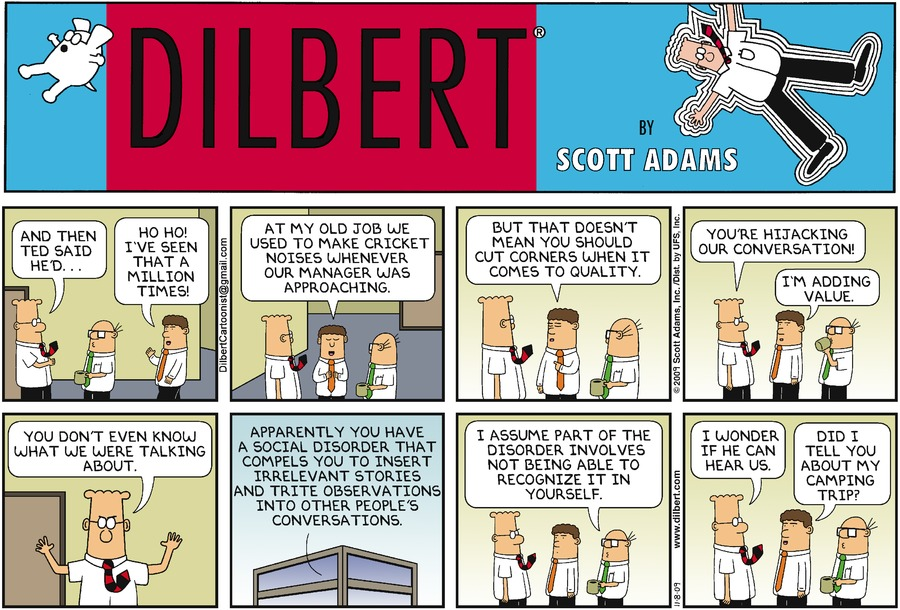 DILBERT®
BY
SCOTT ADAMS
AND THEN
TED SAID
HE'D...
HO HO!
I'VE SEEN
THAT A
MILLION
TIMES!
DilbertCartoonist@gmail.com
AT MY OLD JOB WE
USED TO MAKE CRICKET
NOISES WHENEVER
OUR MANAGER WAS
APPROACHING.
BUT THAT DOESN'T
MEAN YOU SHOULD
CUT CORNERS WHEN IT
COMES TO QUALITY.
© 2009 Scott Adams, Inc./Dist. by UFS, Inc.
YOU'RE HIJACKING
OUR CONVERSATION!
I'M ADDING
VALUE.
YOU DON'T EVEN KNOW
WHAT WE WERE TALKING
ABOUT.
APPARENTLY YOU HAVE
A SOCIAL DISORDER THAT
COMPELS YOU TO INSERT
IRRELEVANT STORIES
AND TRITE OBSERVATIONS
INTO OTHER PEOPLE'S
CONVERSATIONS.
I ASSUME PART OF THE
DISORDER INVOLVES
NOT BEING ABLE TO
RECOGNIZE IT IN
YOURSELF.
www.dilbert.com
11-8-09
I WONDER
IF HE CAN
HEAR US.
DID I
TELL YOU
ABOUT MY
CAMPING
TRIP?